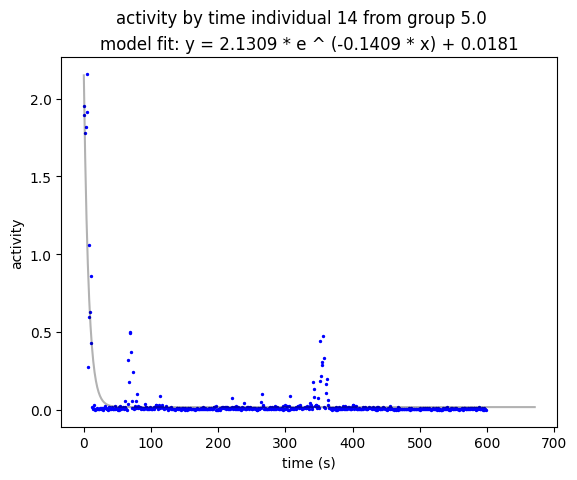 activity by time individual 14 from group 5.0
model fit: y = 2.1309 * e ^ (-0.1409 * x) + 0.0181
2.0
1.5
activity
1.0
0.5
0.0
0 100 200 300 400 500 600 700
time (s)